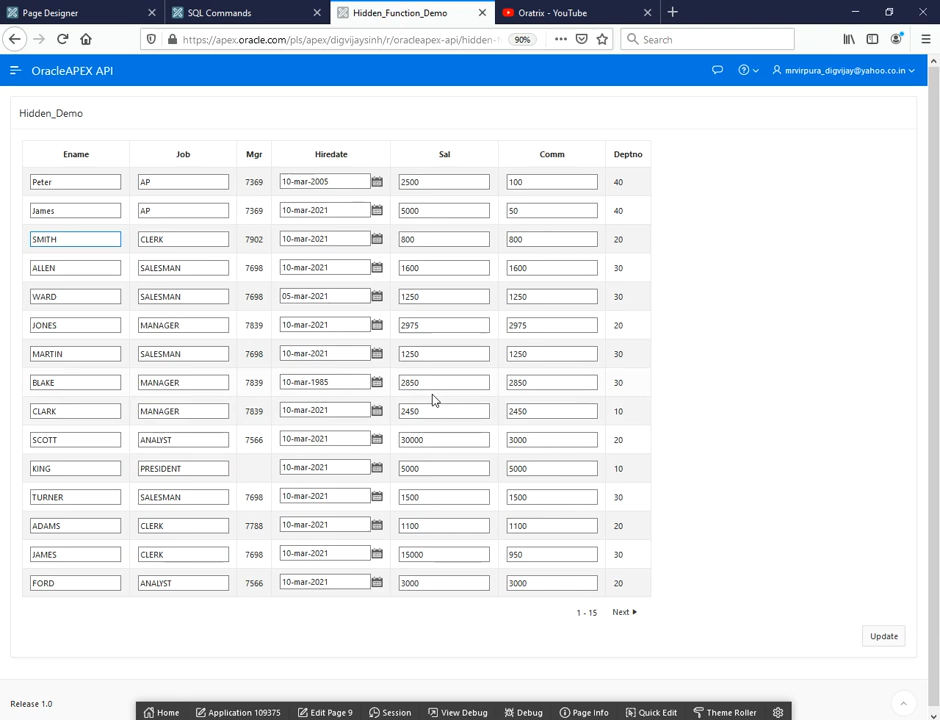 Page Designer
SQL Commands
Hidden_Function_Demo
Oratrix - YouTube
https://apex.oracle.com/pls/apex/digvijaysinh/r/oracleapex-api/hidden-f
90%
Search
OracleAPEX API
mrvirpura_digvijay@yahoo.co.in
Hidden_Demo
Ename Job Mgr Hiredate Sal Comm Deptno
Peter AP 7369 10-mar-2005 2500 100 40
James AP 7369 10-mar-2021 5000 50 40
SMITH CLERK 7902 10-mar-2021 800 800 20
ALLEN SALESMAN 7698 10-mar-2021 1600 1600 30
WARD SALESMAN 7698 05-mar-2021 1250 1250 30
JONES MANAGER 7839 10-mar-2021 2975 2975 20
MARTIN SALESMAN 7698 10-mar-2021 1250 1250 30
BLAKE MANAGER 7839 10-mar-1985 2850 2850 30
CLARK MANAGER 7839 10-mar-2021 2450 2450 10
SCOTT ANALYST 7566 10-mar-2021 30000 3000 20
KING PRESIDENT 10-mar-2021 5000 5000 10
TURNER SALESMAN 7698 10-mar-2021 1500 1500 30
ADAMS CLERK 7788 10-mar-2021 1100 1100 20
JAMES CLERK 7698 10-mar-2021 15000 950 30
FORD ANALYST 7566 10-mar-2021 3000 3000 20
1 - 15 Next
Update
Release 1.0
Home Application 109375 Edit Page 9 Session View Debug Debug Page Info Quick Edit Theme Roller